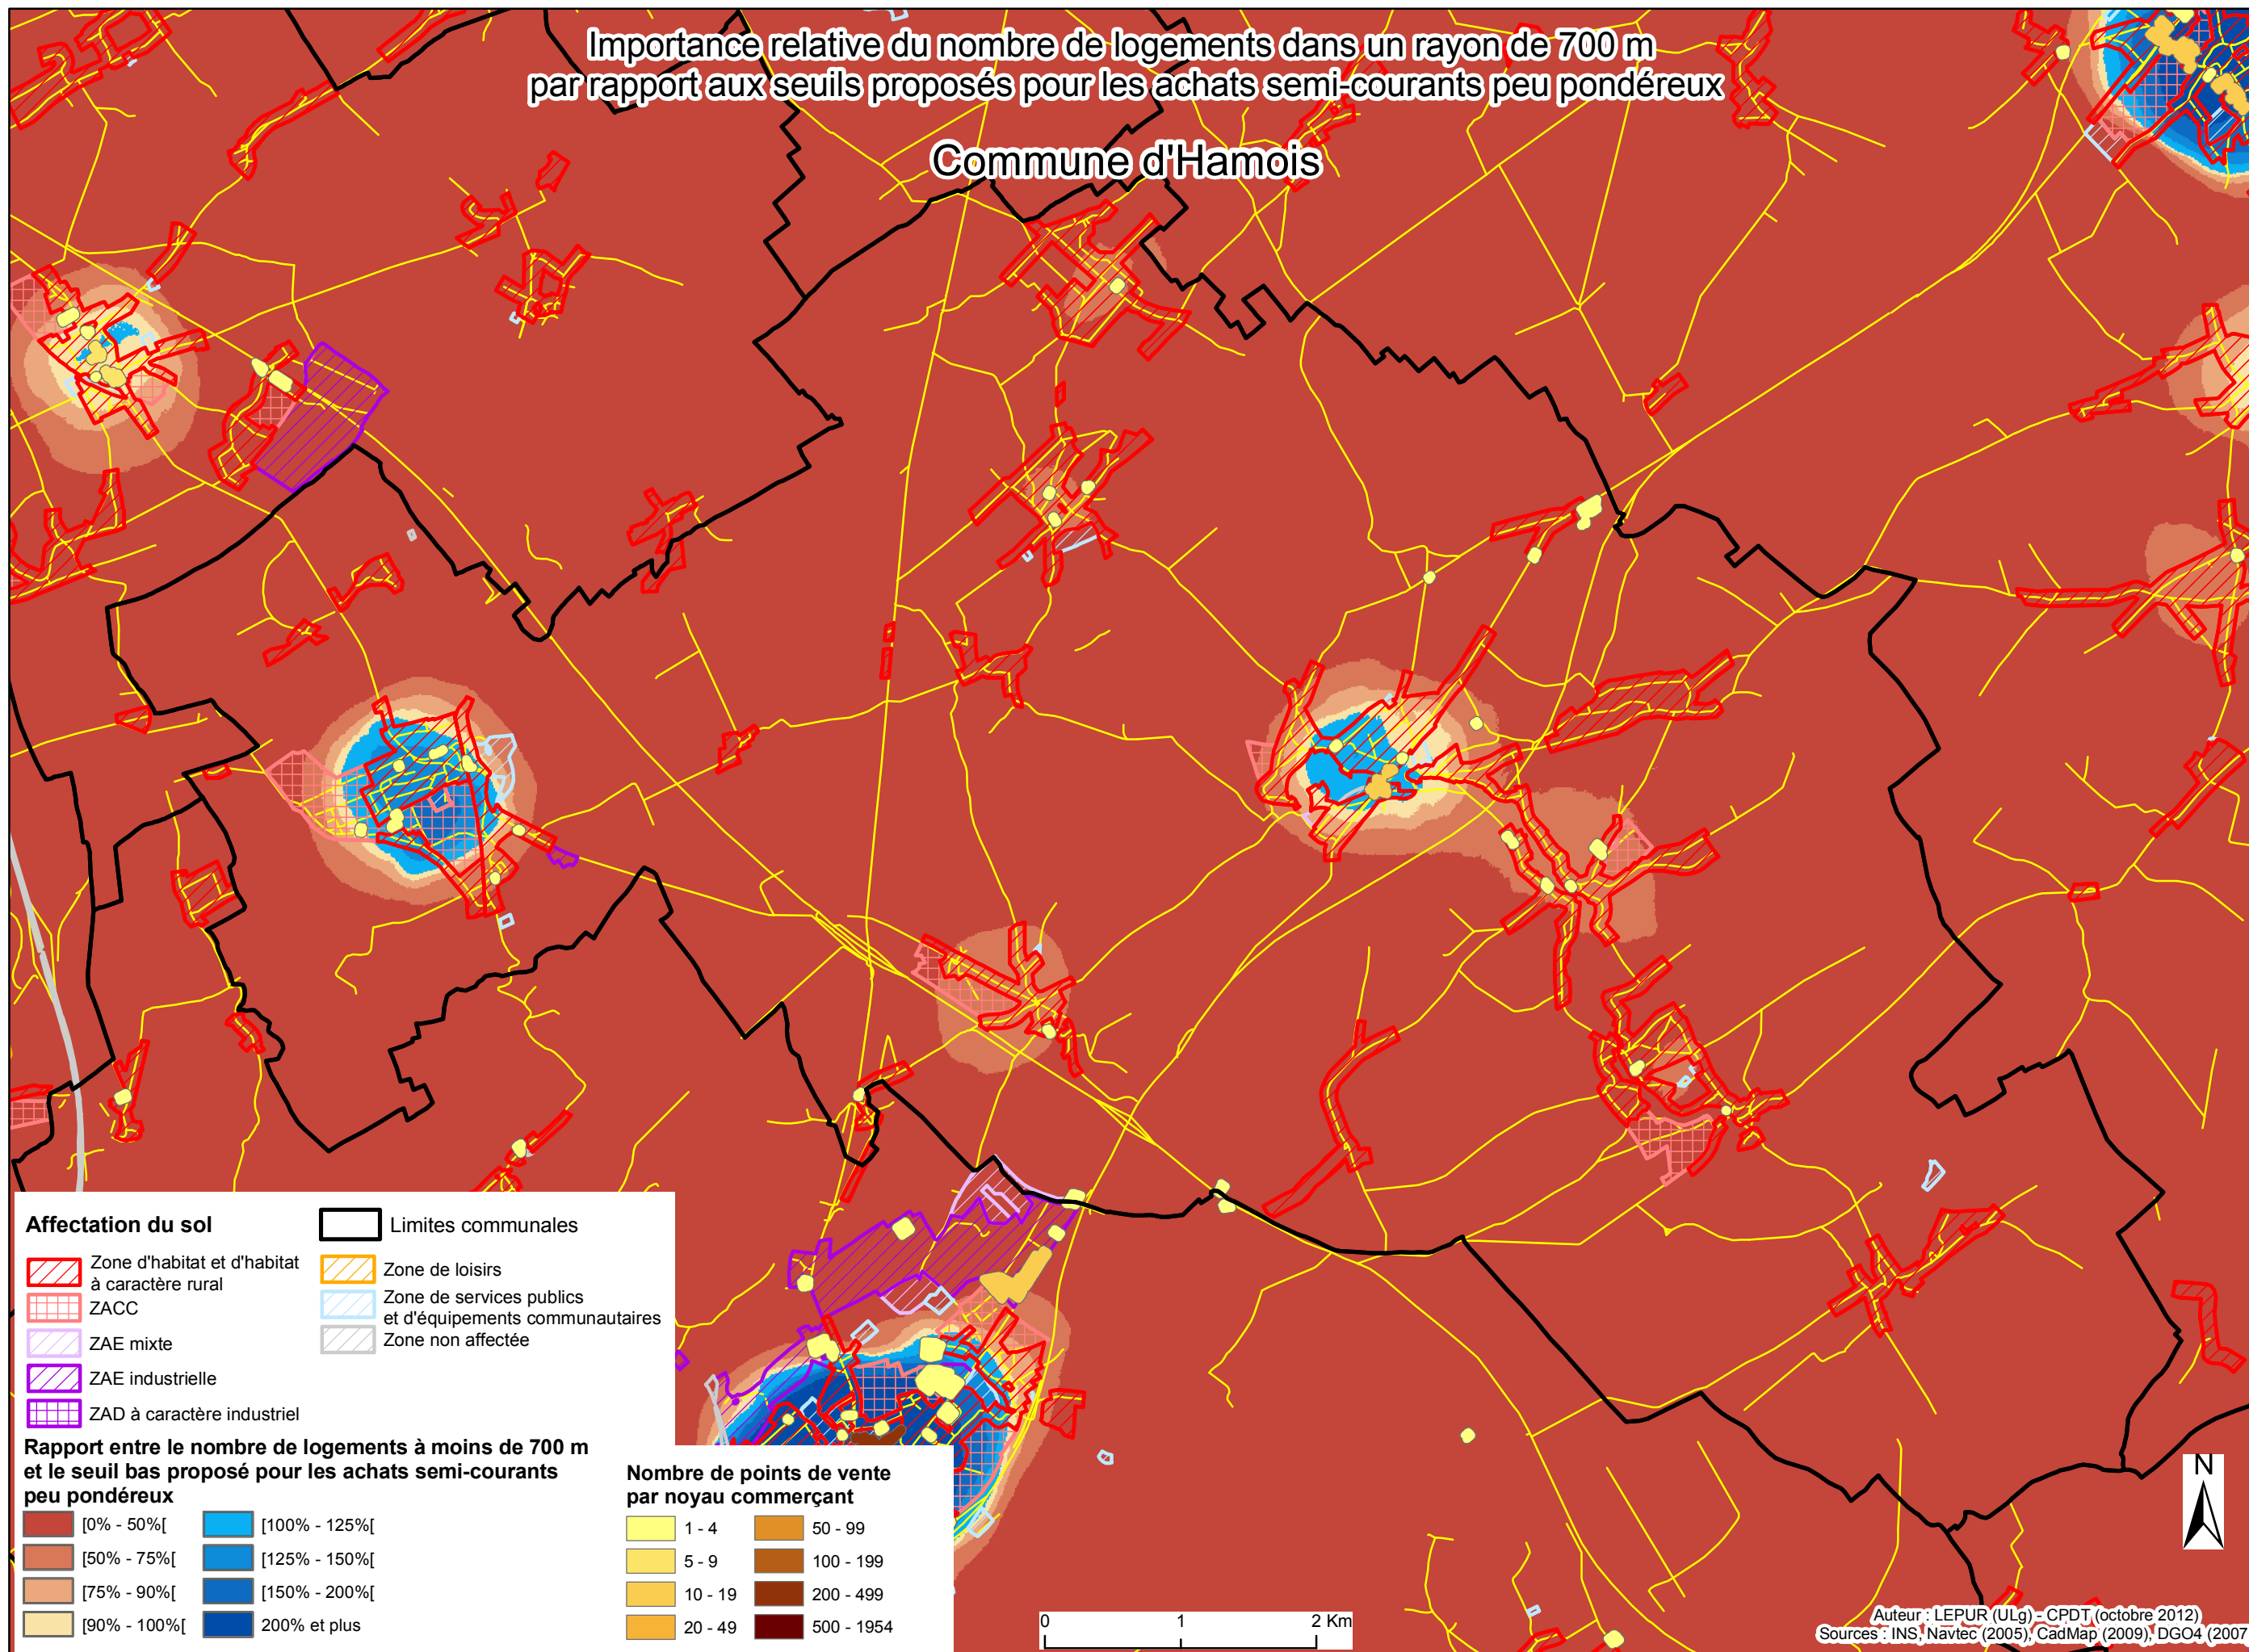 Importance relative du nombre de logements dans un rayon de 700 m
par rapport aux seuils proposés pour les achats semi-courants peu pondéreux
Commune d'Hamois
Affectation du sol
Zone d'habitat et d'habitat
à caractère rural
ZACC
ZAE mixte
ZAE industrielle
ZAD à caractère industriel
Limites communales
Zone de loisirs
Zone de services publics
et d'équipements communautaires
Zone non affectée
Rapport entre le nombre de logements à moins de 700 m
et le seuil bas proposé pour les achats semi-courants
peu pondéreux
[0% - 50%[
[50% - 75%[
[75% - 90%[
[90% - 100%[
[100% - 125%[
[125% - 150%[
[150% - 200%[
200% et plus
Nombre de points de vente
par noyau commerçant
1 - 4
5 - 9
10 - 19
20 - 49
50 - 99
100 - 199
200 - 499
500 - 1954
0 1 2 Km
N
Auteur : LEPUR (ULg) - CPDT (octobre 2012)
Sources : INS, Navtec (2005), CadMap (2009), DGO4 (2007